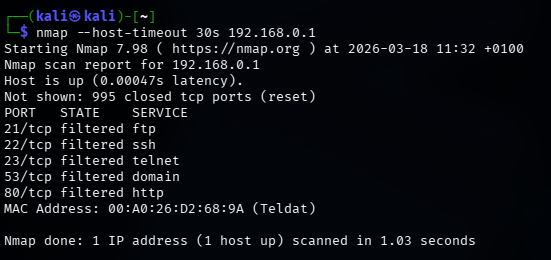 ┌──(kali㉿kali)-[~]
└─$ nmap --host-timeout 30s 192.168.0.1
Starting Nmap 7.98 ( https://nmap.org ) at 2026-03-18 11:32 +0100
Nmap scan report for 192.168.0.1
Host is up (0.00047s latency).
Not shown: 995 closed tcp ports (reset)
PORT   STATE    SERVICE
21/tcp filtered ftp
22/tcp filtered ssh
23/tcp filtered telnet
53/tcp filtered domain
80/tcp filtered http
MAC Address: 00:A0:26:D2:68:9A (Teldat)

Nmap done: 1 IP address (1 host up) scanned in 1.03 seconds